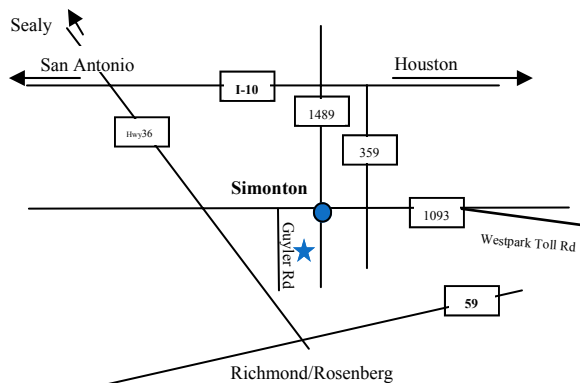 Sealy
San Antonio
Houston
I-10
1489
Hwy36
359
Simonton
1093
Guyler Rd
Westpark Toll Rd
59
Richmond/Rosenberg